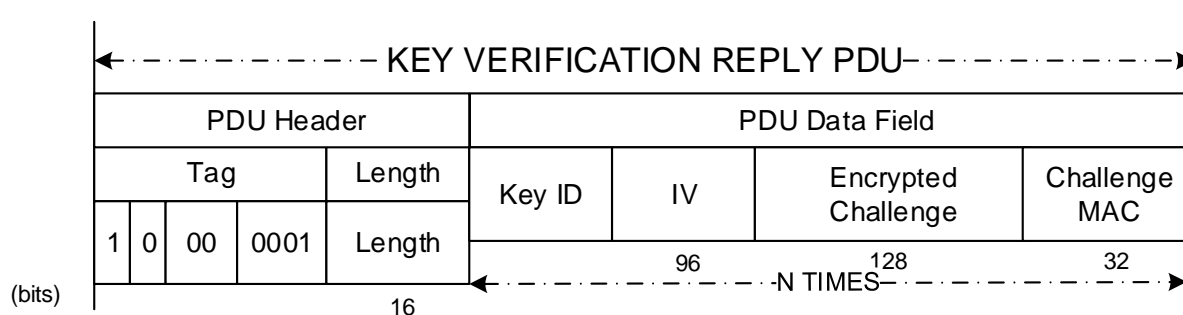 KEY VERIFICATION REPLY PDU
PDU Header
PDU Data Field
Tag
Length
Key ID
IV
Encrypted
Challenge
Challenge
MAC
1
0
00
0001
Length
96
128
32
N TIMES
(bits)
16